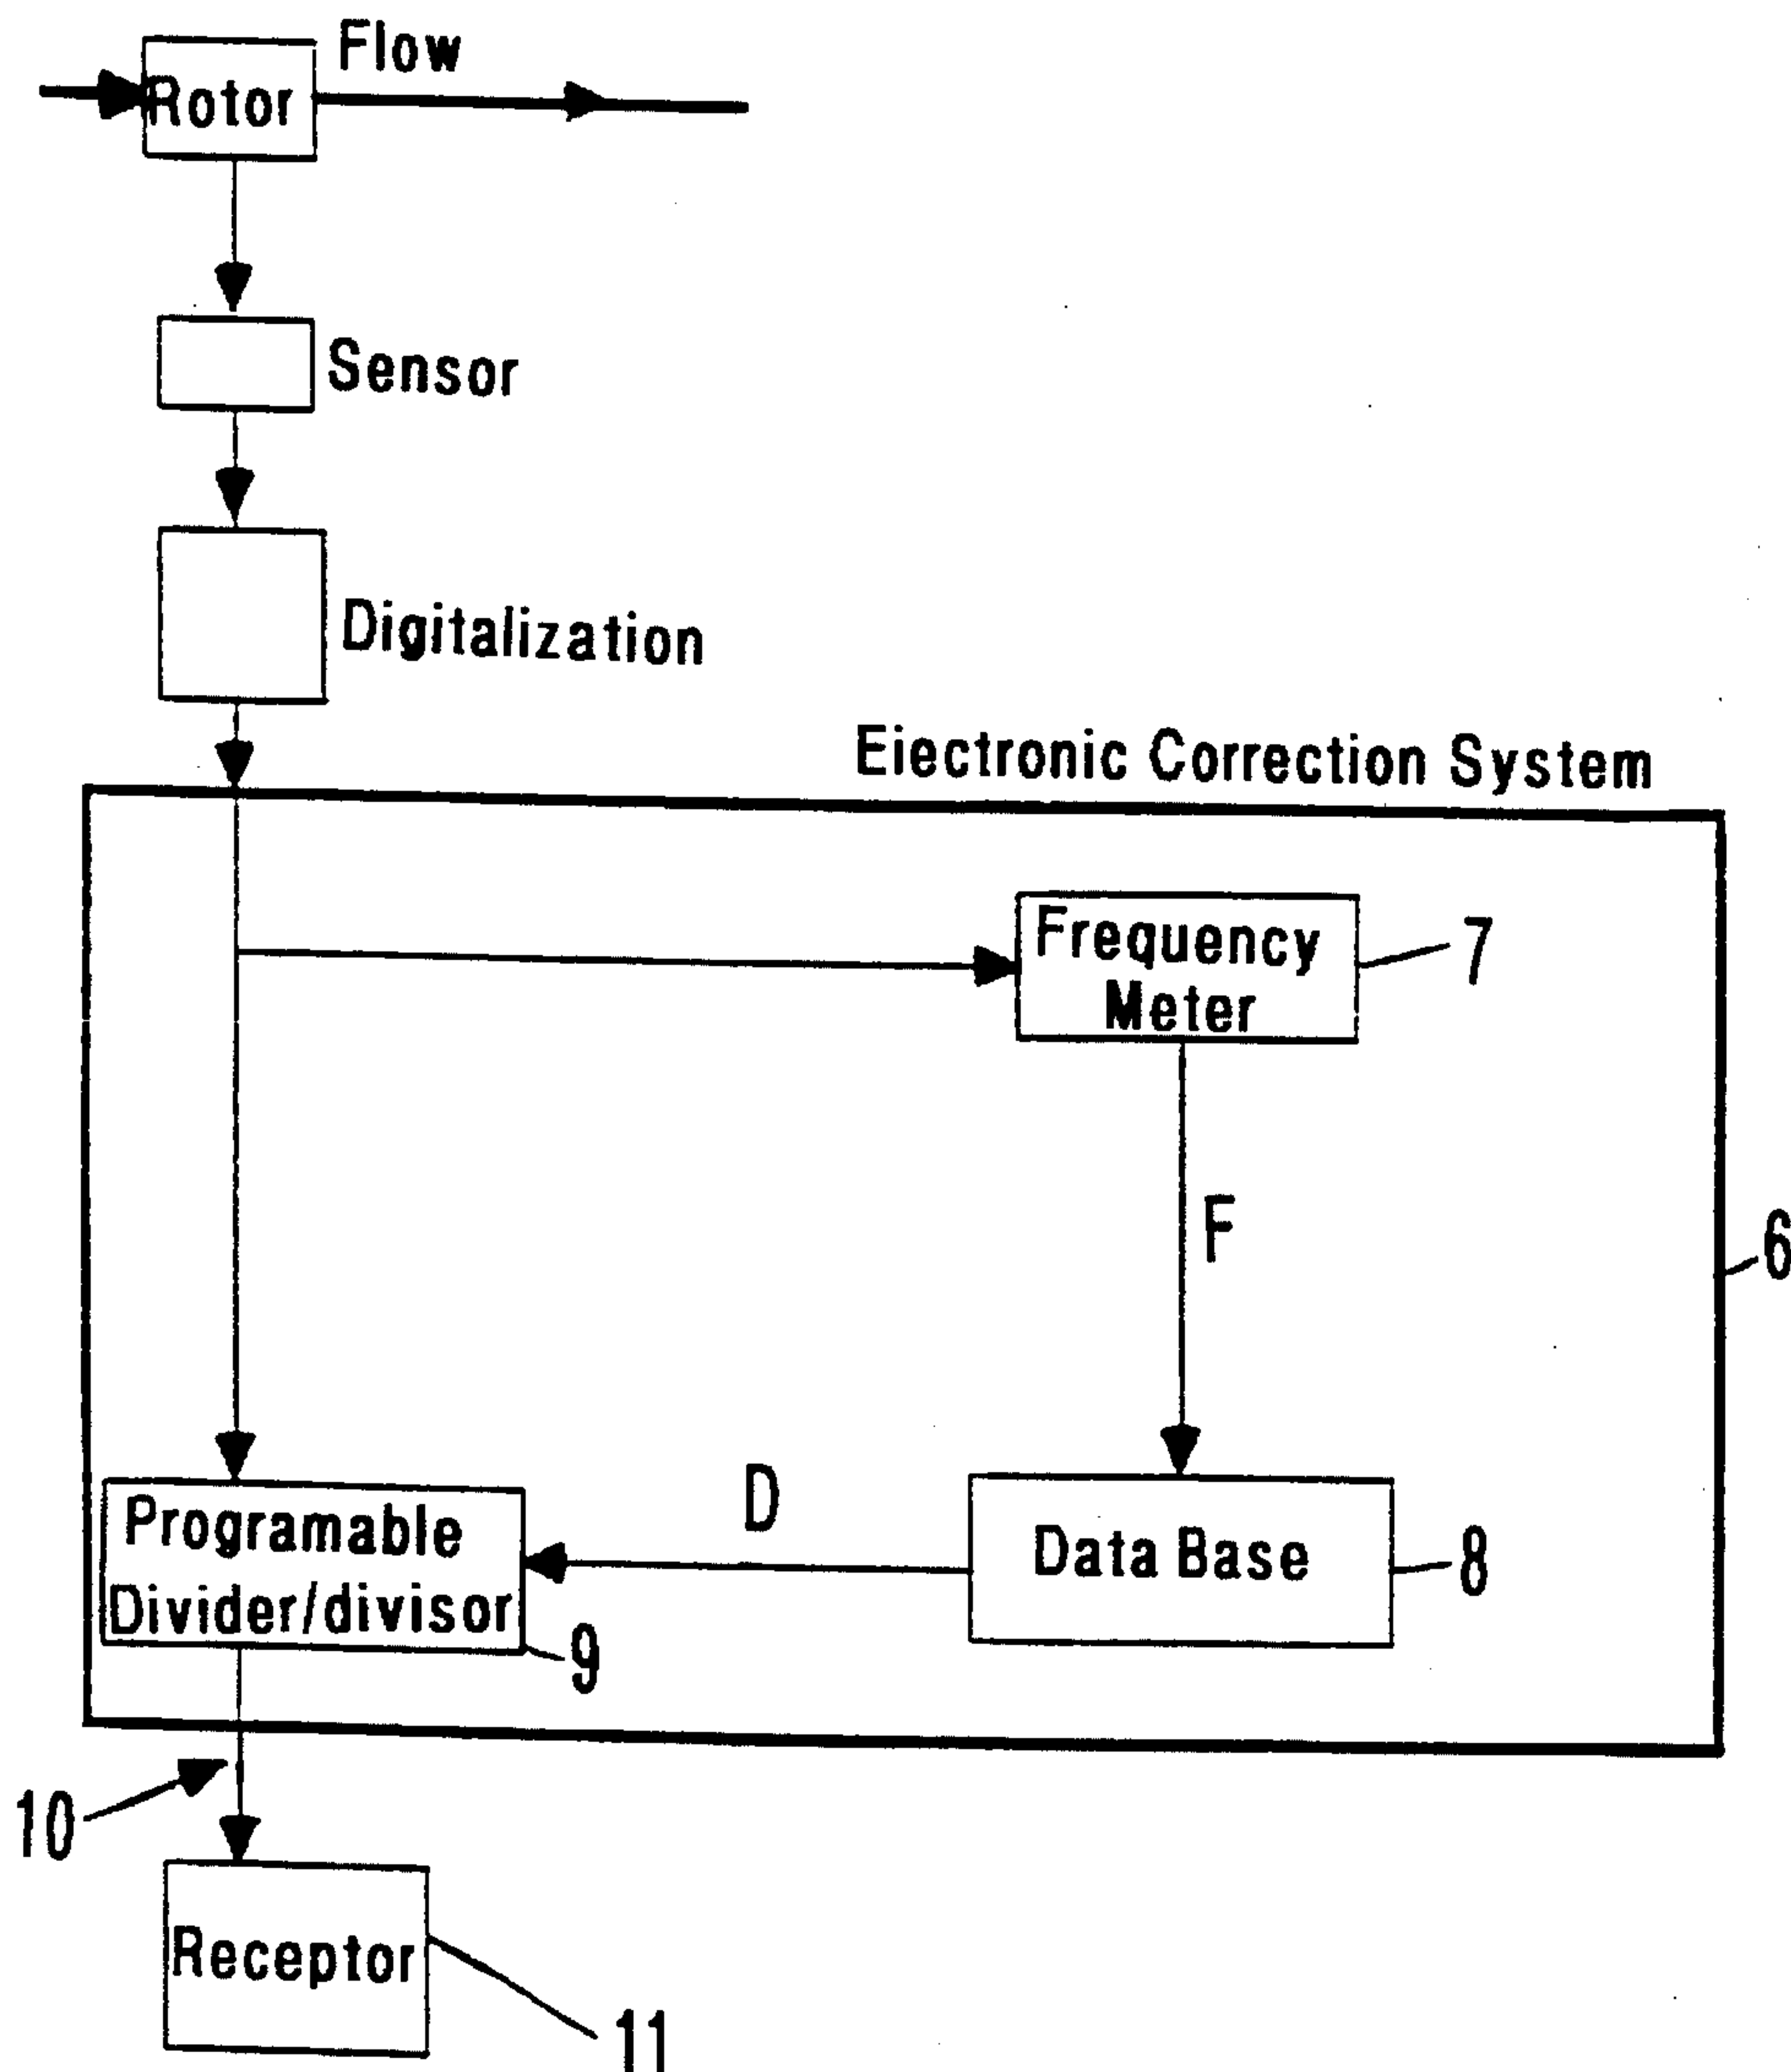 Flow
Rotor
Sensor
Digitalization
Eiectronic Correction System
Frequency
Meter
7
F
6
Programable
Divider/divisor
9
D
Data Base
8
10
Receptor
11